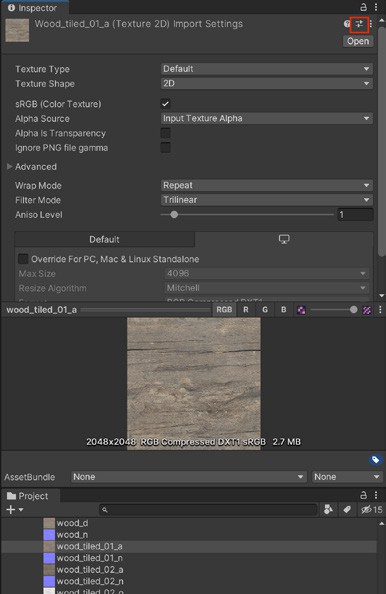 Inspector
Wood_tiled_01_a (Texture 2D) Import Settings
Open
Texture Type Default
Texture Shape 2D
sRGB (Color Texture)
Alpha Source Input Texture Alpha
Alpha Is Transparency
Ignore PNG file gamma
Advanced
Wrap Mode Repeat
Filter Mode Trilinear
Aniso Level 1
Default
Override For PC, Mac & Linux Standalone
Max Size 4096
Resize Algorithm Mitchell
wood_tiled_01_a RGB R G B
2048x2048 RGB Compressed DXT1 sRGB 2.7 MB
AssetBundle None None
Project
15
wood_d
wood_n
wood_tiled_01_a
wood_tiled_01_n
wood_tiled_02_a
wood_tiled_02_n